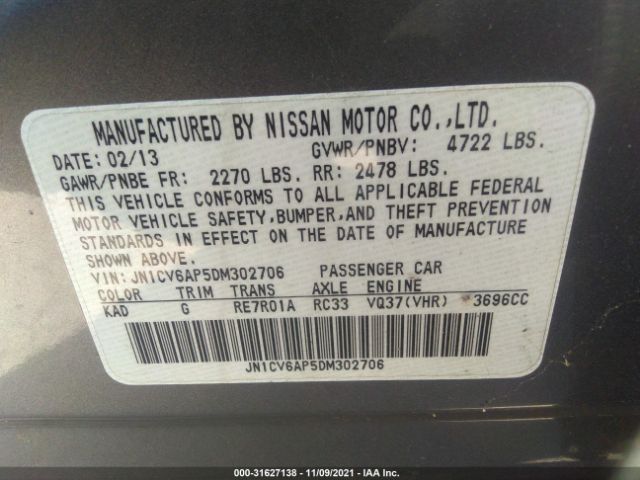 MANUFACTURED BY NISSAN MOTOR CO.,LTD.
DATE: 02/13 GVWR/PNBV: 4722 LBS.
GAWR/PNBE FR: 2270 LBS. RR: 2478 LBS.
THIS VEHICLE CONFORMS TO ALL APPLICABLE FEDERAL
MOTOR VEHICLE SAFETY,BUMPER,AND THEFT PREVENTION
STANDARDS IN EFFECT ON THE DATE OF MANUFACTURE
SHOWN ABOVE.
VIN: JN1CV6AP5DM302706 PASSENGER CAR
COLOR TRIM TRANS AXLE ENGINE
KAD G RE7R01A RC33 VQ37(VHR) 3696CC
JN1CV6AP5DM302706
000 - 31627138 - 11/09/2021 - IAA Inc.